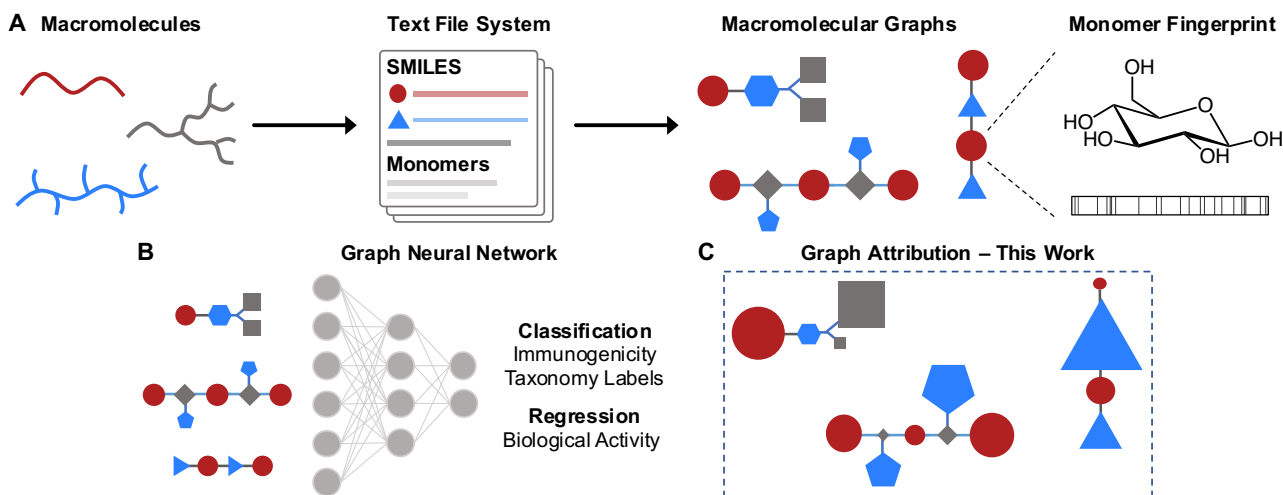 A Macromolecules
Text File System
Macromolecular Graphs
Monomer Fingerprint
SMILES
Monomers
OH
O
HO
HO
OH
OH
B Graph Neural Network
Classification
Immunogenicity
Taxonomy Labels
Regression
Biological Activity
C Graph Attribution – This Work